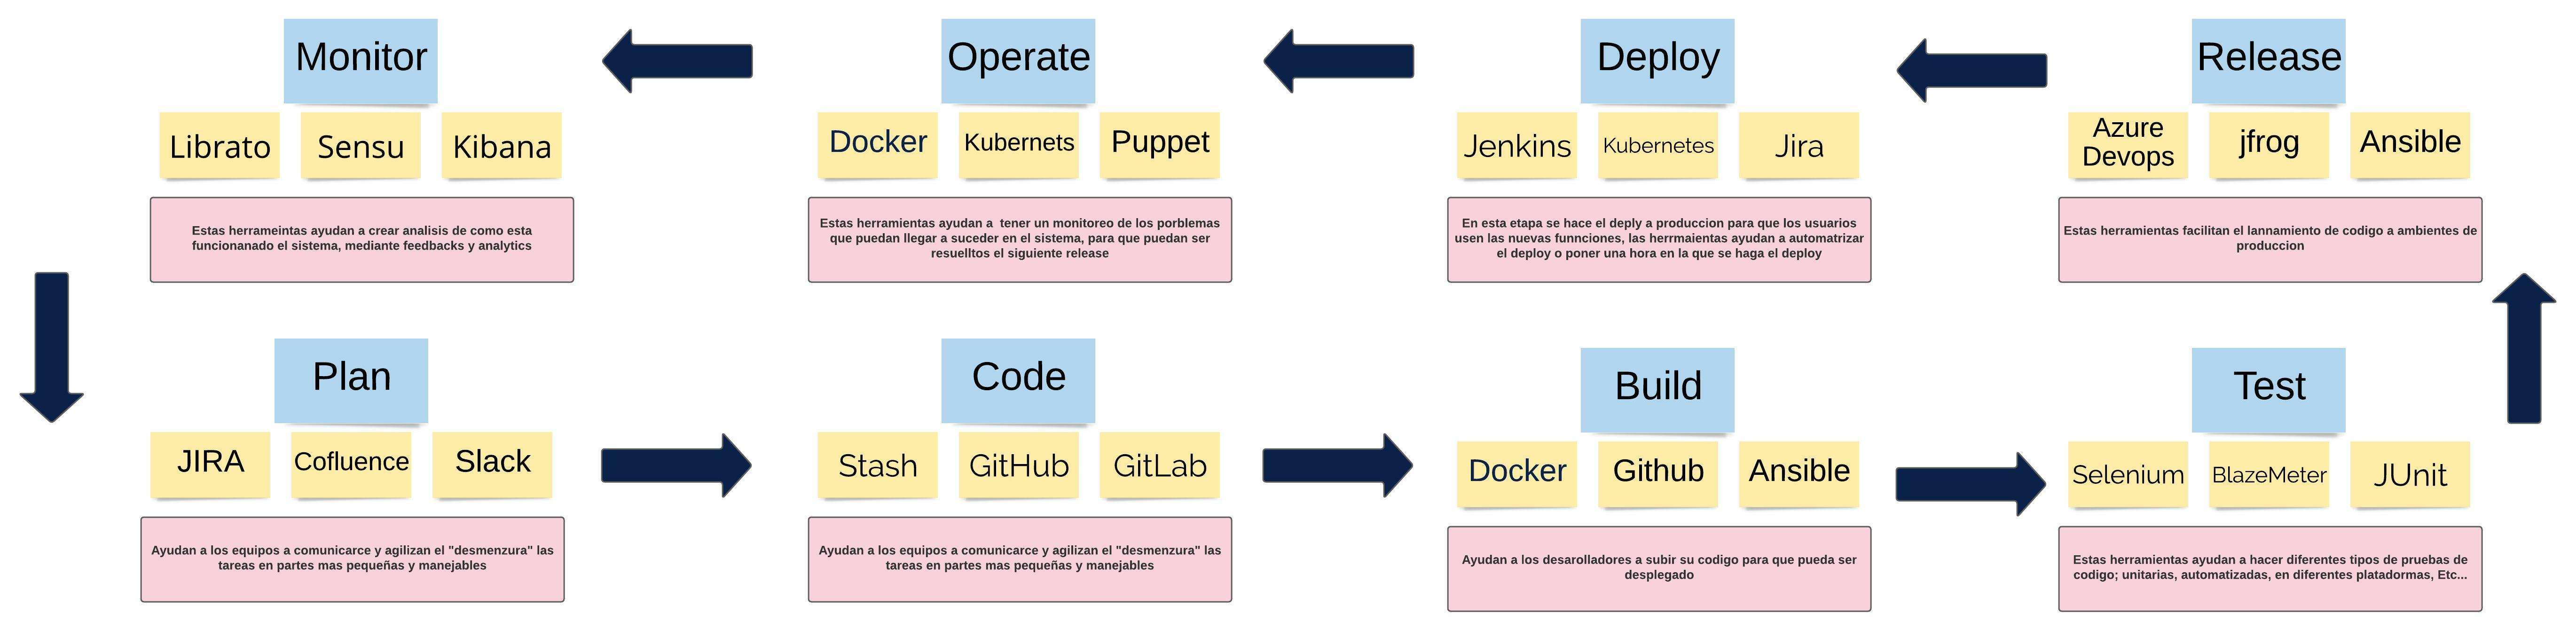 Monitor
Librato
Sensu
Kibana
Estas herrameintas ayudan a crear analisis de como esta
funcionanado el sistema, mediante feedbacks y analytics
Operate
Docker
Kubernets
Puppet
Estas herramientas ayudan a  tener un monitoreo de los porblemas
que puedan llegar a suceder en el sistema, para que puedan ser
resuelltos el siguiente release
Deploy
Jenkins
Kubernetes
Jira
En esta etapa se hace el deply a produccion para que los usuarios
usen las nuevas funnciones, las herrmaientas ayudan a automatrizar
el deploy o poner una hora en la que se haga el deploy
Release
Azure
Devops
jfrog
Ansible
Estas herramientas facilitan el lannamiento de codigo a ambientes de
produccion
Plan
JIRA
Cofluence
Slack
Ayudan a los equipos a comunicarce y agilizan el "desmenzura" las
tareas en partes mas pequeñas y manejables
Code
Stash
GitHub
GitLab
Ayudan a los equipos a comunicarce y agilizan el "desmenzura" las
tareas en partes mas pequeñas y manejables
Build
Docker
Github
Ansible
Ayudan a los desarolladores a subir su codigo para que pueda ser
desplegado
Test
Selenium
BlazeMeter
JUnit
Estas herramientas ayudan a hacer diferentes tipos de pruebas de
codigo; unitarias, automatizadas, en diferentes platadormas, Etc...